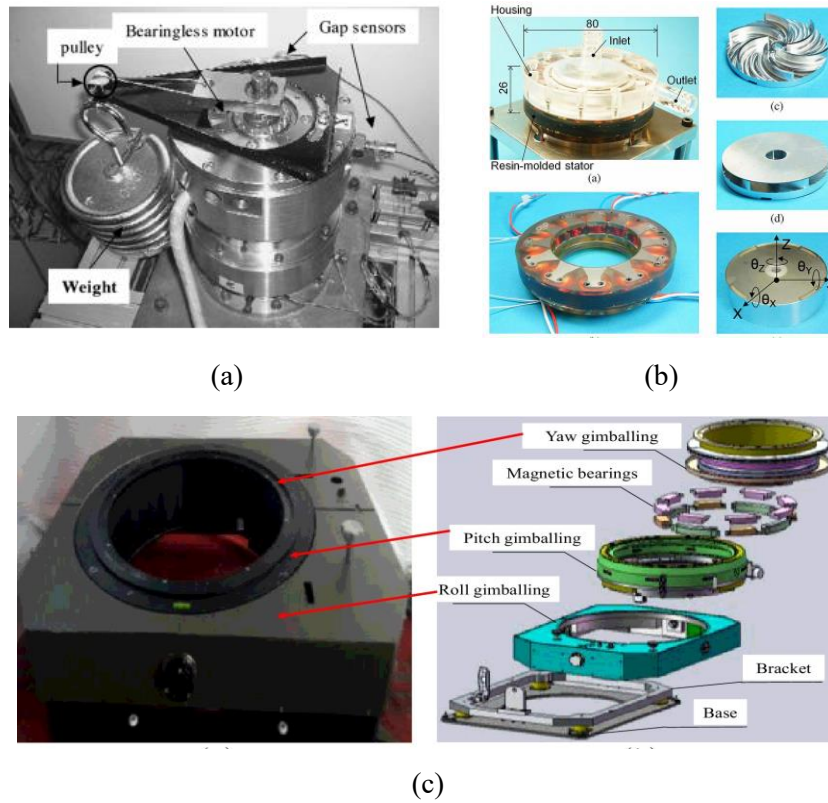 Bearingless motor
Gap sensors
pulley
Weight
(a)
Housing
80
Inlet
26
Outlet
Resin-molded stator
(a)
(c)
(d)
Z
θZ
θY
X
θX
(b)
Yaw gimballing
Magnetic bearings
Pitch gimballing
Roll gimballing
Bracket
Base
(c)